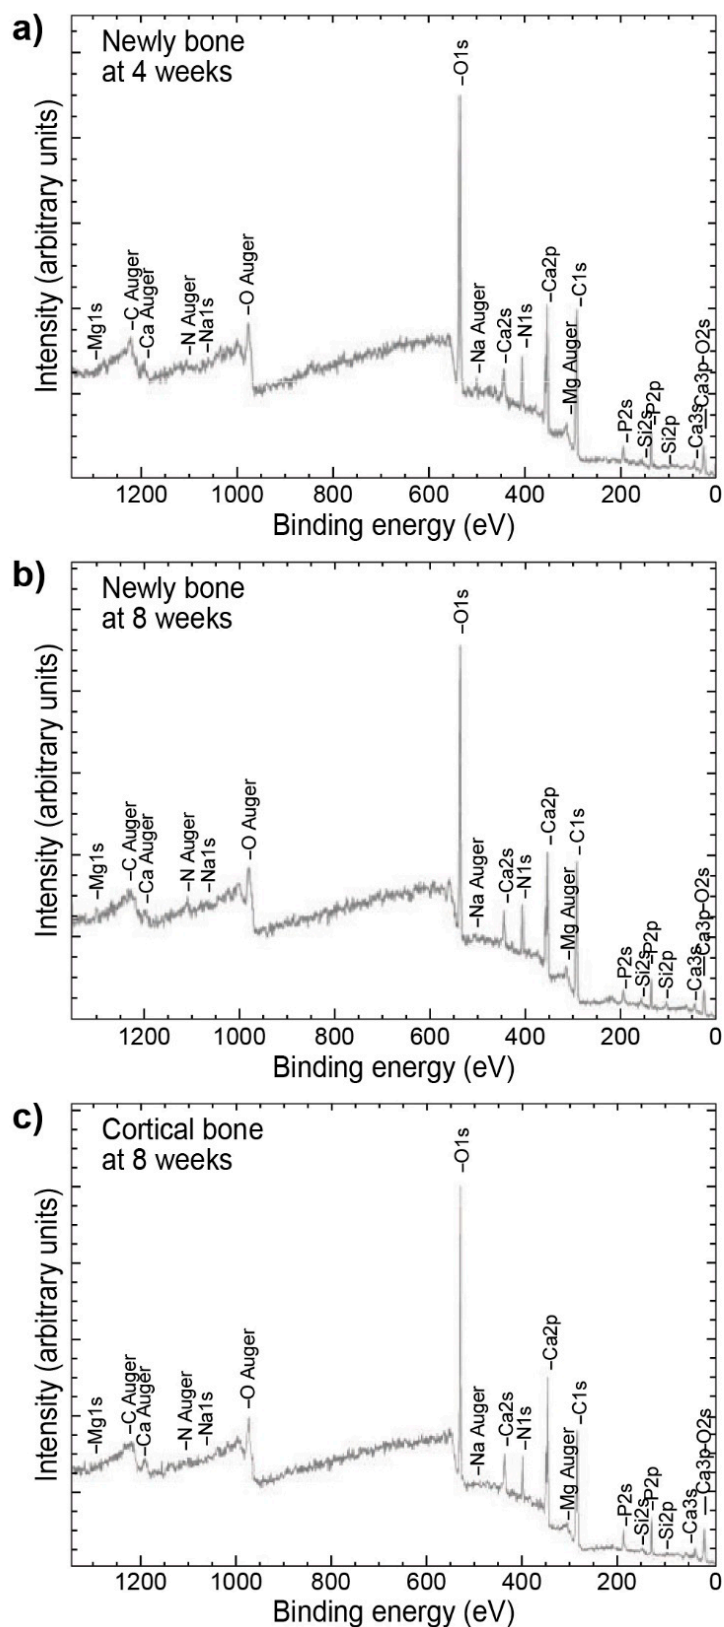 a)
Newly bone
at 4 weeks
Intensity (arbitrary units)
–Mg1s
–C Auger
–Ca Auger
–N Auger
–Na1s
–O Auger
–O1s
–Na Auger
–Ca2s
–N1s
–Ca2p
–Mg Auger
–C1s
–P2s
–Si2s
–P2p
–Si2p
–Ca3s
–Ca3p
–O2s
1200 1000 800 600 400 200 0
Binding energy (eV)
b)
Newly bone
at 8 weeks
Intensity (arbitrary units)
–Mg1s
–C Auger
–Ca Auger
–N Auger
–Na1s
–O Auger
–O1s
–Na Auger
–Ca2s
–N1s
–Ca2p
–Mg Auger
–C1s
–P2s
–Si2s
–P2p
–Si2p
–Ca3s
–Ca3p
–O2s
1200 1000 800 600 400 200 0
Binding energy (eV)
c)
Cortical bone
at 8 weeks
Intensity (arbitrary units)
–Mg1s
–C Auger
–Ca Auger
–N Auger
–Na1s
–O Auger
–O1s
–Na Auger
–Ca2s
–N1s
–Ca2p
–Mg Auger
–C1s
–P2s
–Si2s
–P2p
–Si2p
–Ca3s
–Ca3p
–O2s
1200 1000 800 600 400 200 0
Binding energy (eV)